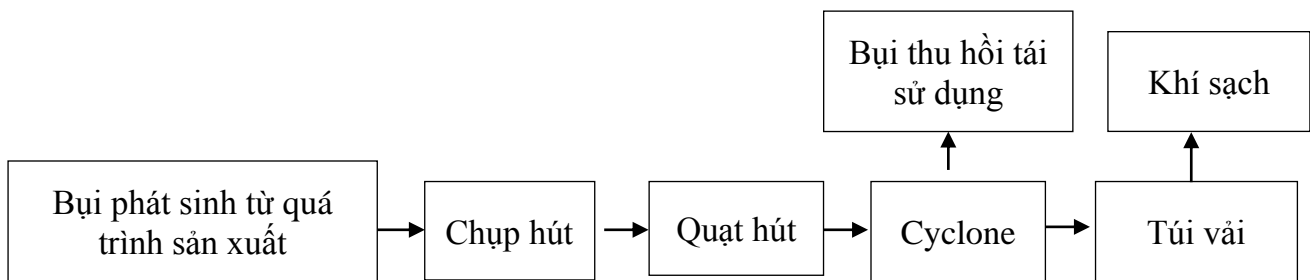 Bụi thu hồi tái
sử dụng
Khí sạch
Bụi phát sinh từ quá
trình sản xuất
Chụp hút
Quạt hút
Cyclone
Túi vải